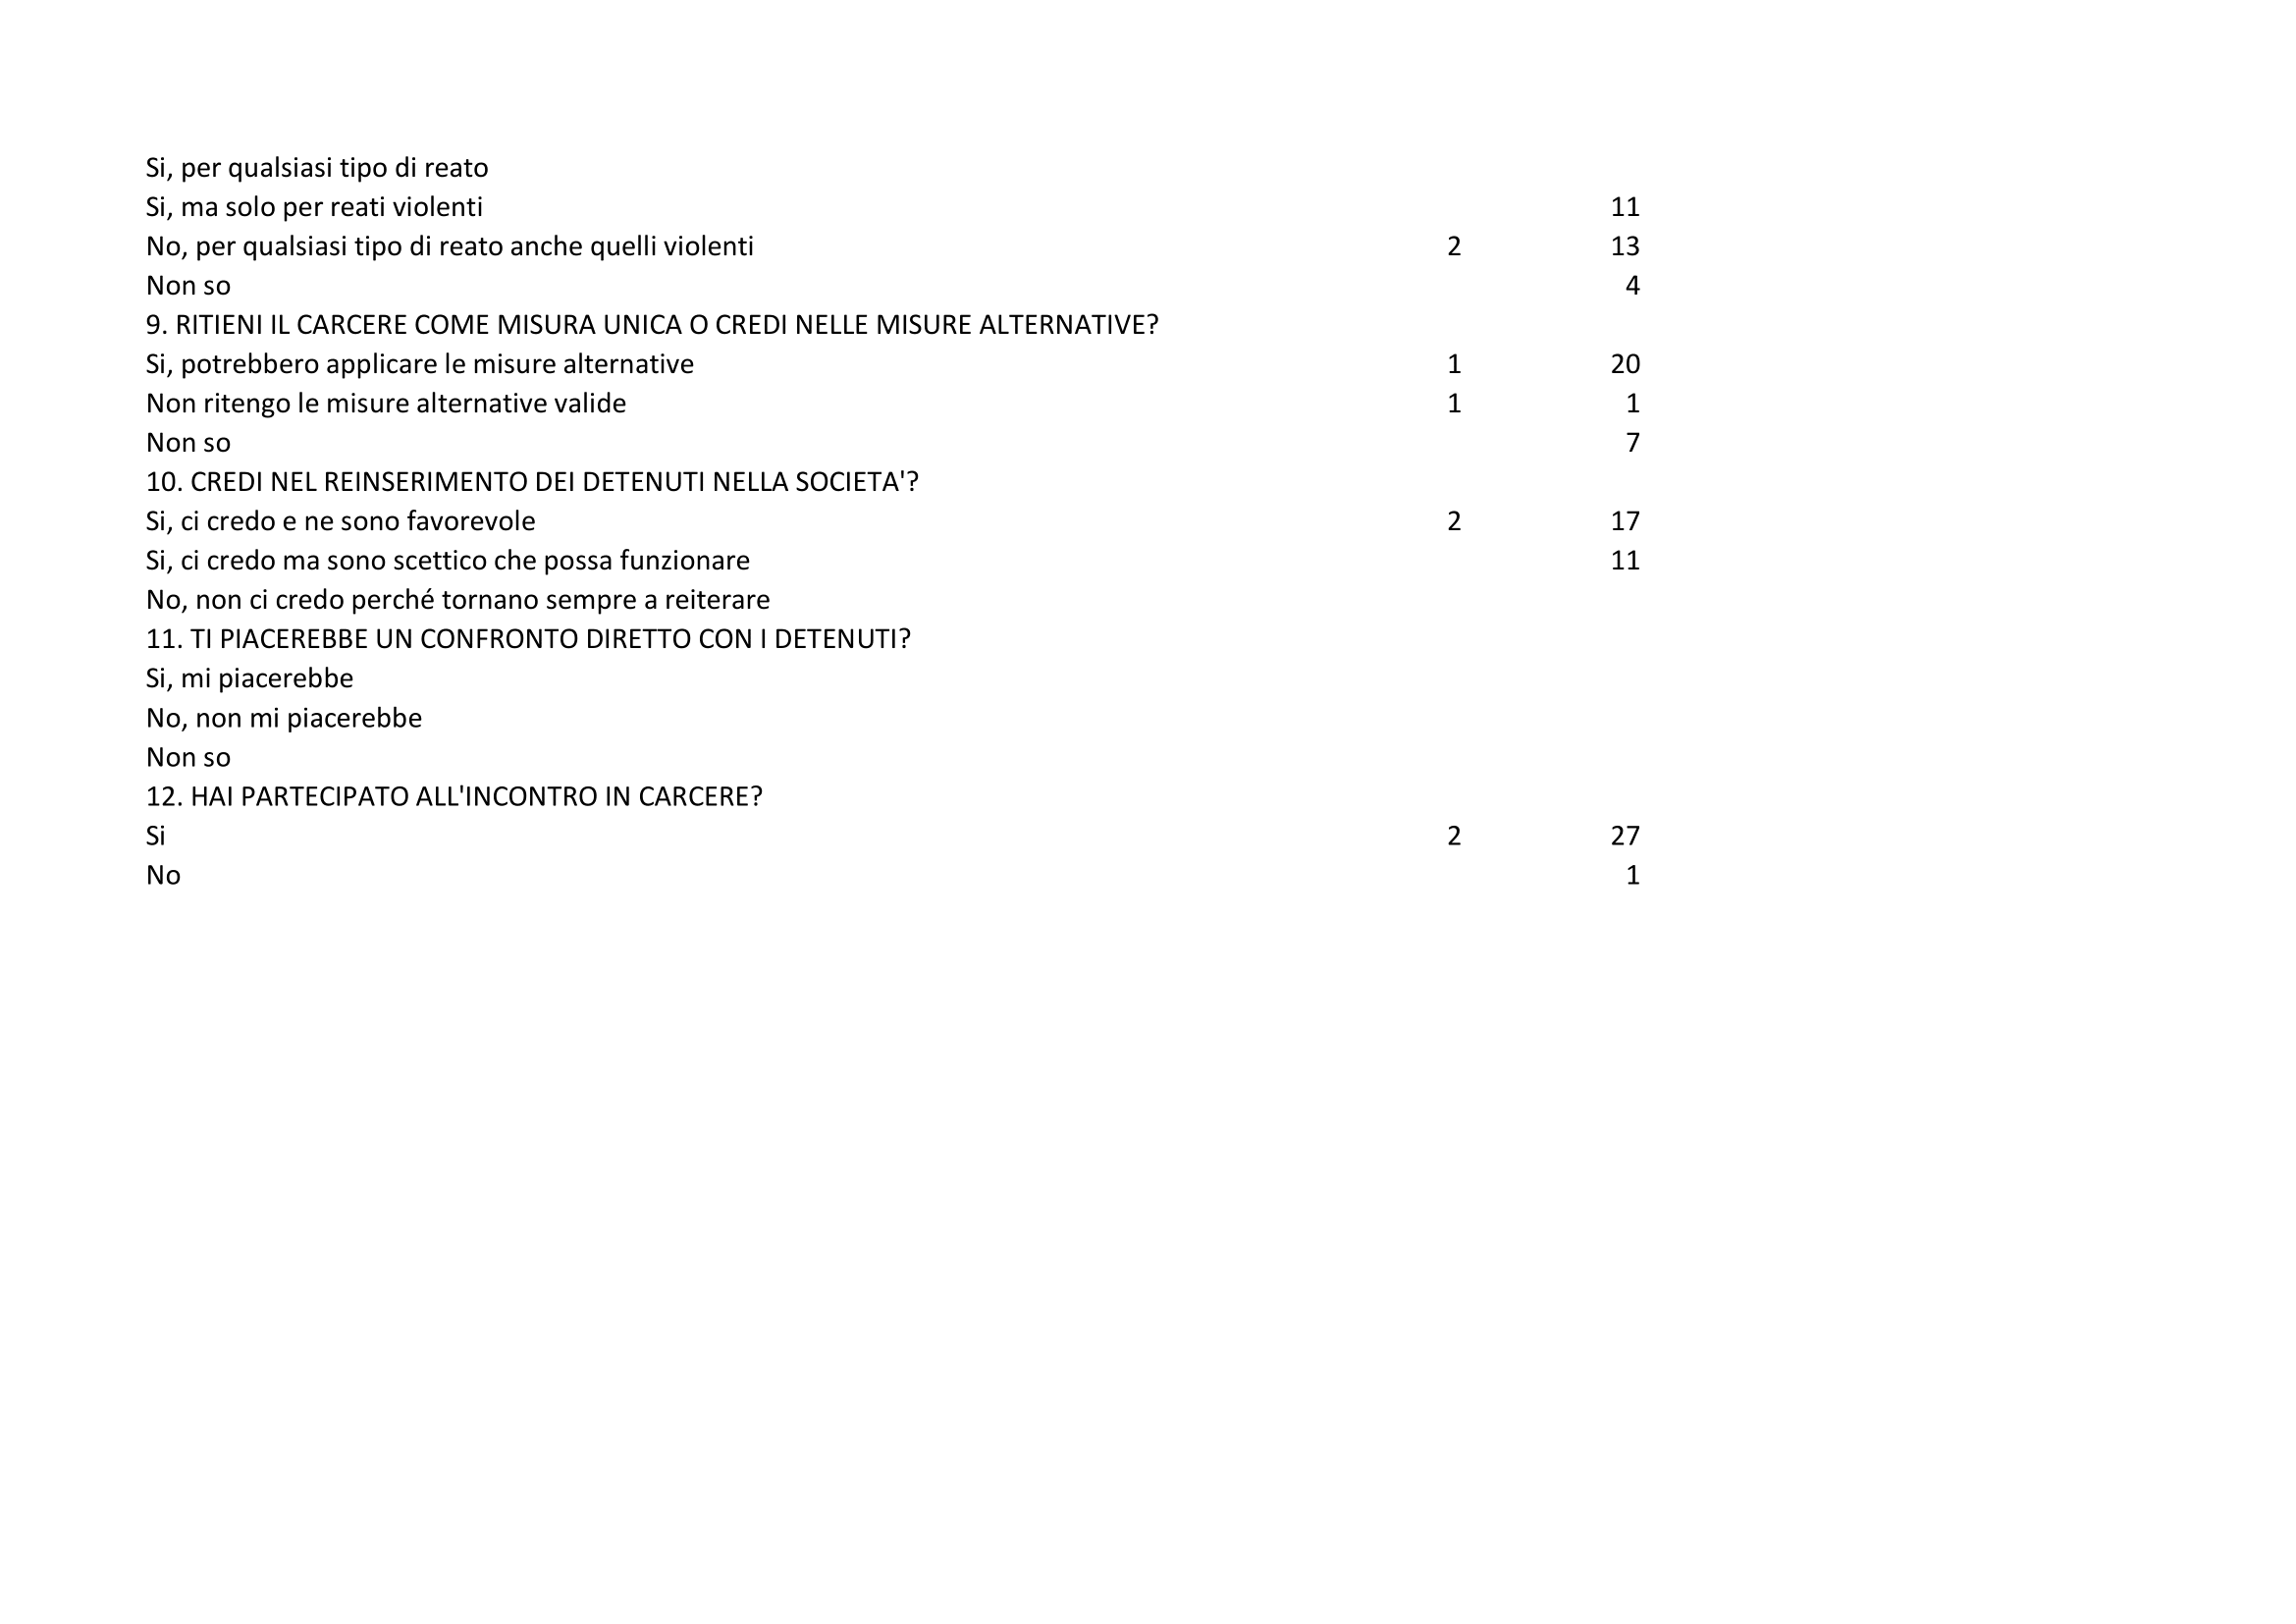 Si, per qualsiasi tipo di reato
Si, ma solo per reati violenti 11
No, per qualsiasi tipo di reato anche quelli violenti 2 13
Non so 4
9. RITIENI IL CARCERE COME MISURA UNICA O CREDI NELLE MISURE ALTERNATIVE?
Si, potrebbero applicare le misure alternative 1 20
Non ritengo le misure alternative valide 1 1
Non so 7
10. CREDI NEL REINSERIMENTO DEI DETENUTI NELLA SOCIETA'?
Si, ci credo e ne sono favorevole 2 17
Si, ci credo ma sono scettico che possa funzionare 11
No, non ci credo perché tornano sempre a reiterare
11. TI PIACEREBBE UN CONFRONTO DIRETTO CON I DETENUTI?
Si, mi piacerebbe
No, non mi piacerebbe
Non so
12. HAI PARTECIPATO ALL'INCONTRO IN CARCERE?
Si 2 27
No 1